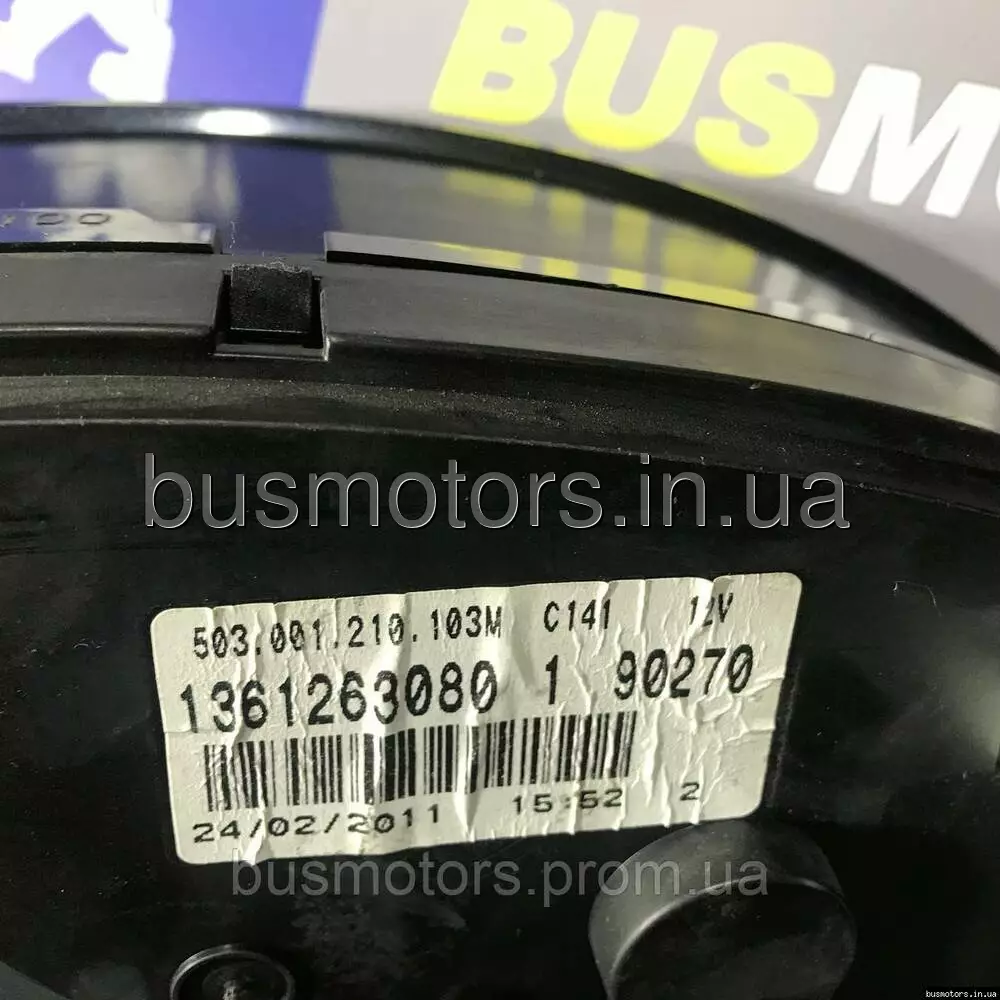 BUSMO
busmotors.in.ua
503.001.210.103M C141 12V
1361263080 1 90270
24/02/2011 15:52 2
busmotors.prom.ua
busmotors.in.ua